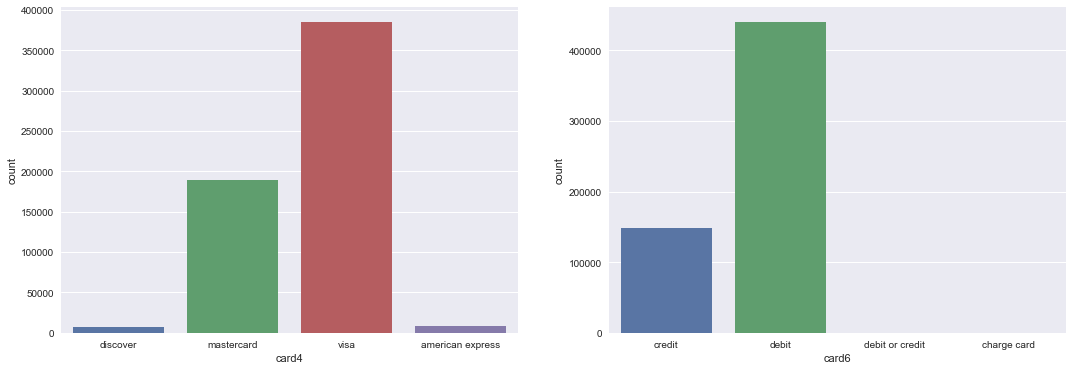 400000
350000
300000
250000
200000
150000
100000
50000
0
count
discover mastercard visa american express
card4
400000
300000
200000
100000
0
count
credit debit debit or credit charge card
card6